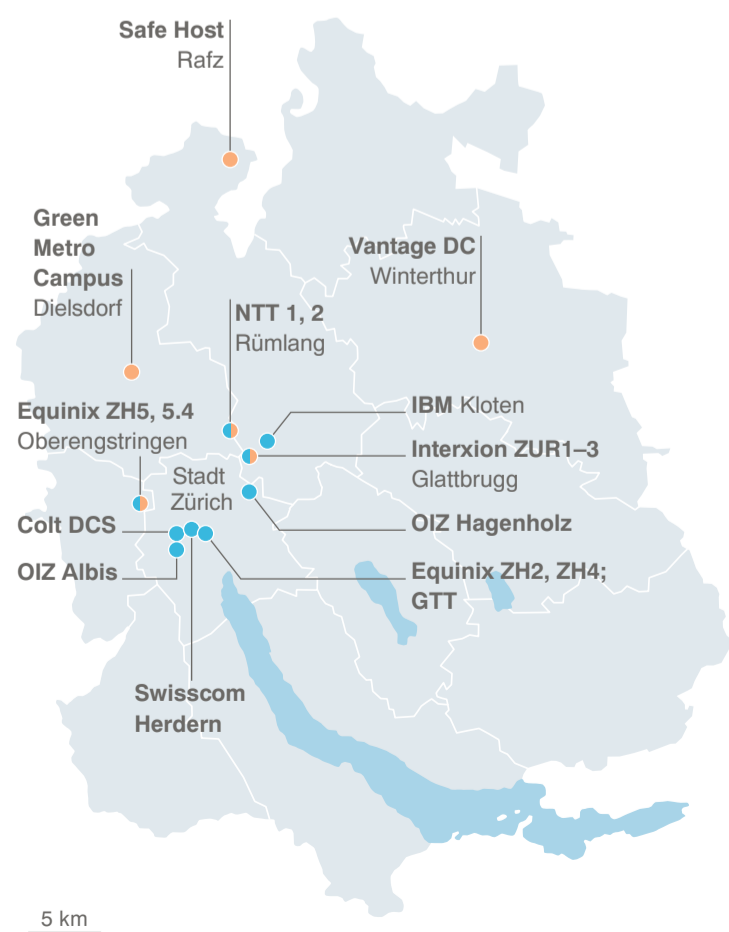 Safe Host
Rafz
Green
Metro
Campus
Dielsdorf
Vantage DC
Winterthur
NTT 1, 2
Rümlang
Equinix ZH5, 5.4
Oberengstringen
IBM Kloten
Interxion ZUR1–3
Glattbrugg
Stadt
Zürich
Colt DCS
OIZ Hagenholz
OIZ Albis
Equinix ZH2, ZH4;
GTT
Swisscom
Herdern
5 km